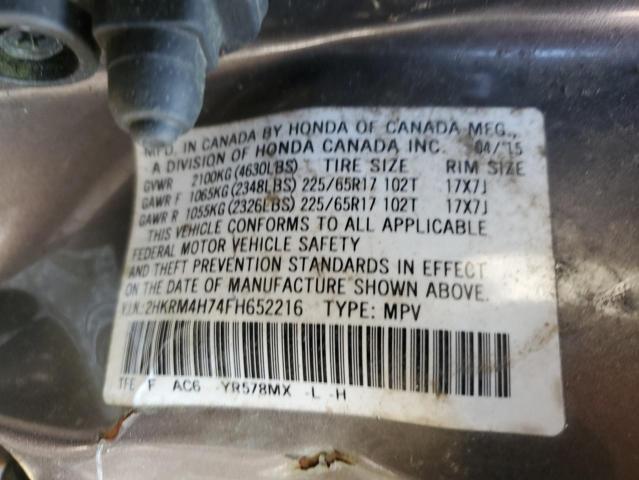 MFD. IN CANADA BY HONDA OF CANADA MFG.,
A DIVISION OF HONDA CANADA INC. 04/15
GVWR 2100KG(4630LBS) TIRE SIZE RIM SIZE
GAWR F 1065KG(2348LBS) 225/65R17 102T 17X7J
GAWR R 1055KG(2326LBS) 225/65R17 102T 17X7J
THIS VEHICLE CONFORMS TO ALL APPLICABLE
FEDERAL MOTOR VEHICLE SAFETY
AND THEFT PREVENTION STANDARDS IN EFFECT
ON THE DATE OF MANUFACTURE SHOWN ABOVE.
V.I.N.:2HKRM4H74FH652216 TYPE: MPV
TFE F AC6 YR578MX -L -H